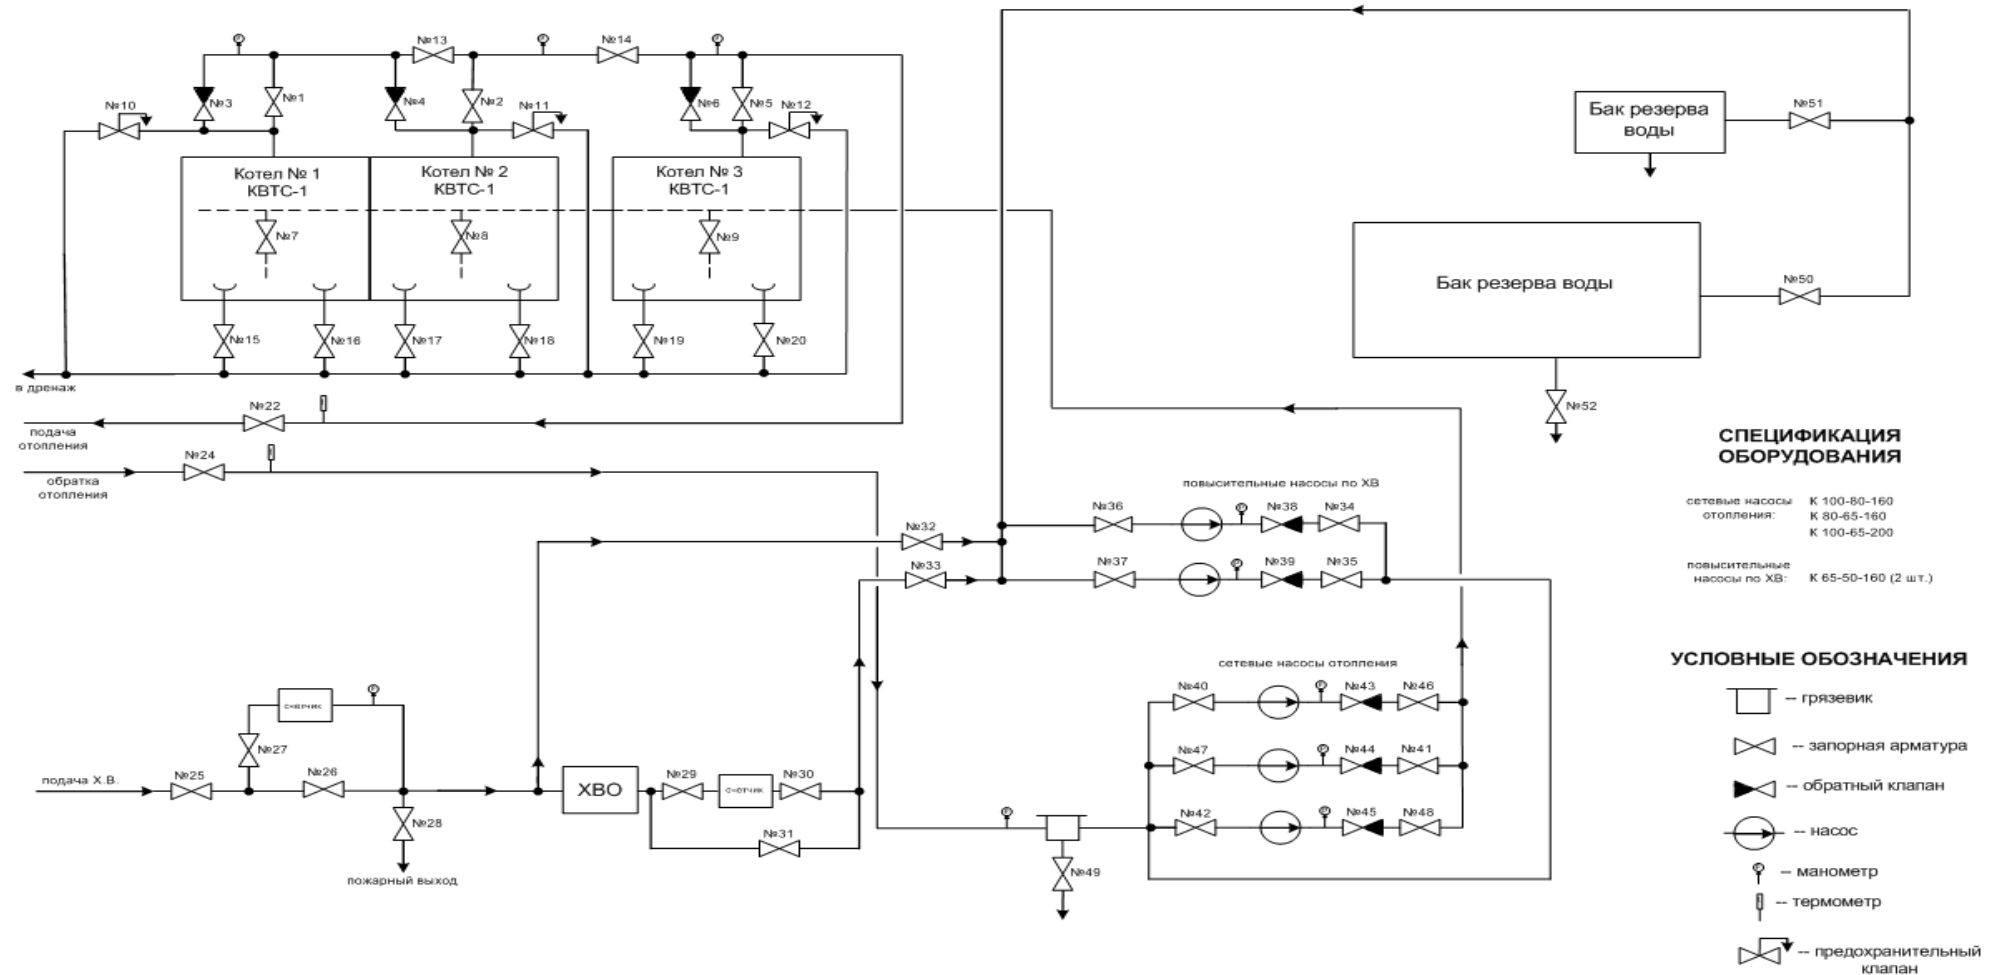 №13
№14
№10
№3
№1
№4
№2
№11
№6
№5
№12
№51
Бак резерва
воды
Котел № 1
КВТС-1
Котел № 2
КВТС-1
Котел № 3
КВТС-1
№7
№8
№9
№50
Бак резерва воды
№15
№16
№17
№18
№19
№20
в дренаж
№22
подача
отопления
№52
№24
обратка
отопления
СПЕЦИФИКАЦИЯ
ОБОРУДОВАНИЯ
сетевые насосы
отопления:
К 100-80-160
К 80-65-160
К 100-65-200
повысительные
насосы по ХВ:
К 65-50-160 (2 шт.)
повысительные насосы по ХВ
№36
№38
№34
№32
№33
№37
№39
№35
сетевые насосы отопления
№40
№43
№46
№47
№44
№41
№42
№45
№48
№49
счетчик
№27
подача Х.В.
№25
№26
№28
пожарный выход
ХВО
№29
счетчик
№30
№31
УСЛОВНЫЕ ОБОЗНАЧЕНИЯ
-- грязевик
-- запорная арматура
-- обратный клапан
-- насос
-- манометр
-- термометр
-- предохранительный
клапан